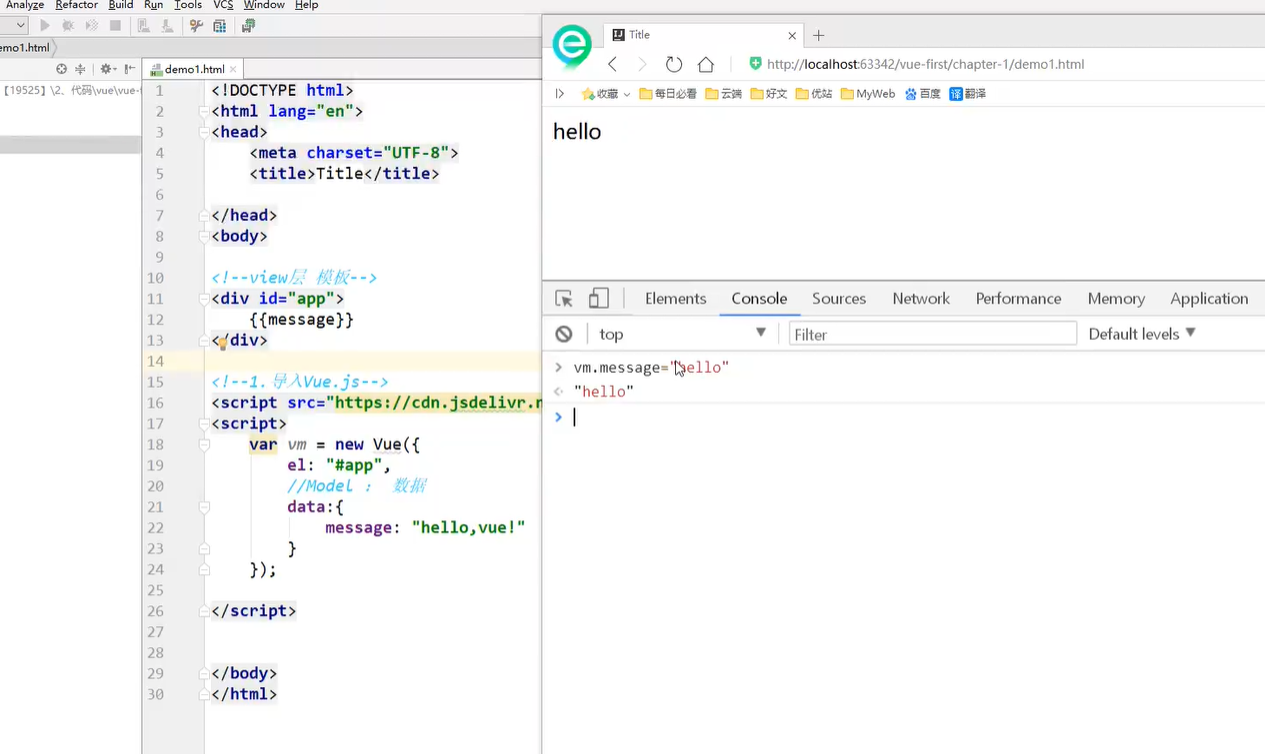 Analyze Refactor Build Run Tools VCS Window Help
emo1.html
【19525】\2、代码\vue\vue-f
demo1.html
1 <!DOCTYPE html>
2 <html lang="en">
3 <head>
4 <meta charset="UTF-8">
5 <title>Title</title>
6
7 </head>
8 <body>
9
10 <!--view层 模板-->
11 <div id="app">
12 {{message}}
13 </div>
14
15 <!--1.导入Vue.js-->
16 <script src="https://cdn.jsdelivr.n
17 <script>
18 var vm = new Vue({
19 el: "#app",
20 //Model : 数据
21 data:{
22 message: "hello,vue!"
23 }
24 });
25
26 </script>
27
28
29 </body>
30 </html>
Title
http://localhost:63342/vue-first/chapter-1/demo1.html
收藏 每日必看 云端 好文 优站 MyWeb 百度 译 翻译
hello
Elements Console Sources Network Performance Memory Application
top Filter Default levels
vm.message="hello"
"hello"